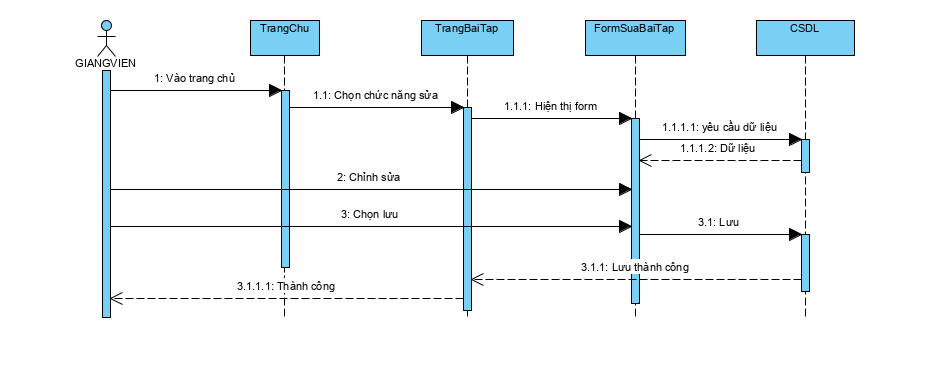 TrangChu
TrangBaiTap
FormSuaBaiTap
CSDL
GIANGVIEN
1: Vào trang chủ
1.1: Chọn chức năng sửa
1.1.1: Hiện thị form
1.1.1.1: yêu cầu dữ liệu
1.1.1.2: Dữ liệu
2: Chỉnh sửa
3: Chọn lưu
3.1: Lưu
3.1.1: Lưu thành công
3.1.1.1: Thành công